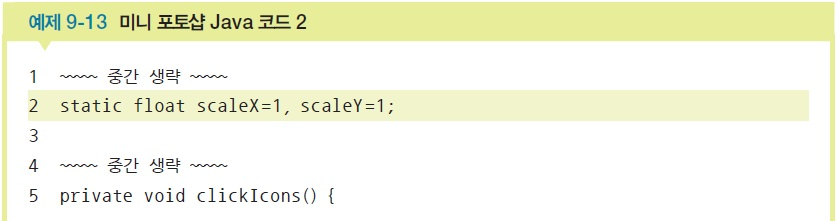 예제 9-13 미니 포토샵 Java 코드 2
1 ~~~~ 중간 생략 ~~~~
2 static float scaleX=1, scaleY=1;
3
4 ~~~~ 중간 생략 ~~~~
5 private void clickIcons() {